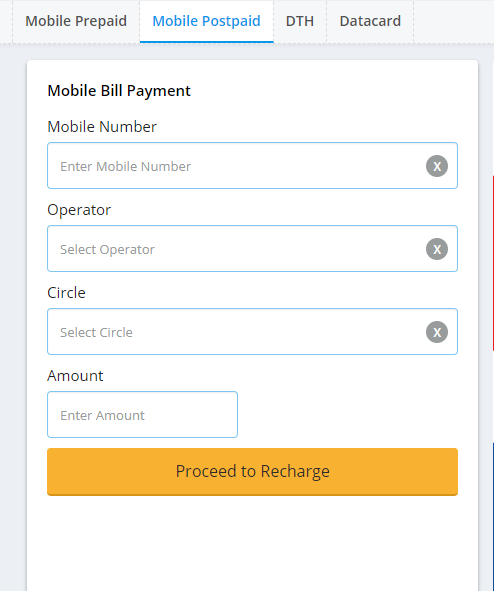 Mobile Prepaid Mobile Postpaid DTH Datacard
Mobile Bill Payment
Mobile Number
Enter Mobile Number X
Operator
Select Operator X
Circle
Select Circle X
Amount
Enter Amount
Proceed to Recharge